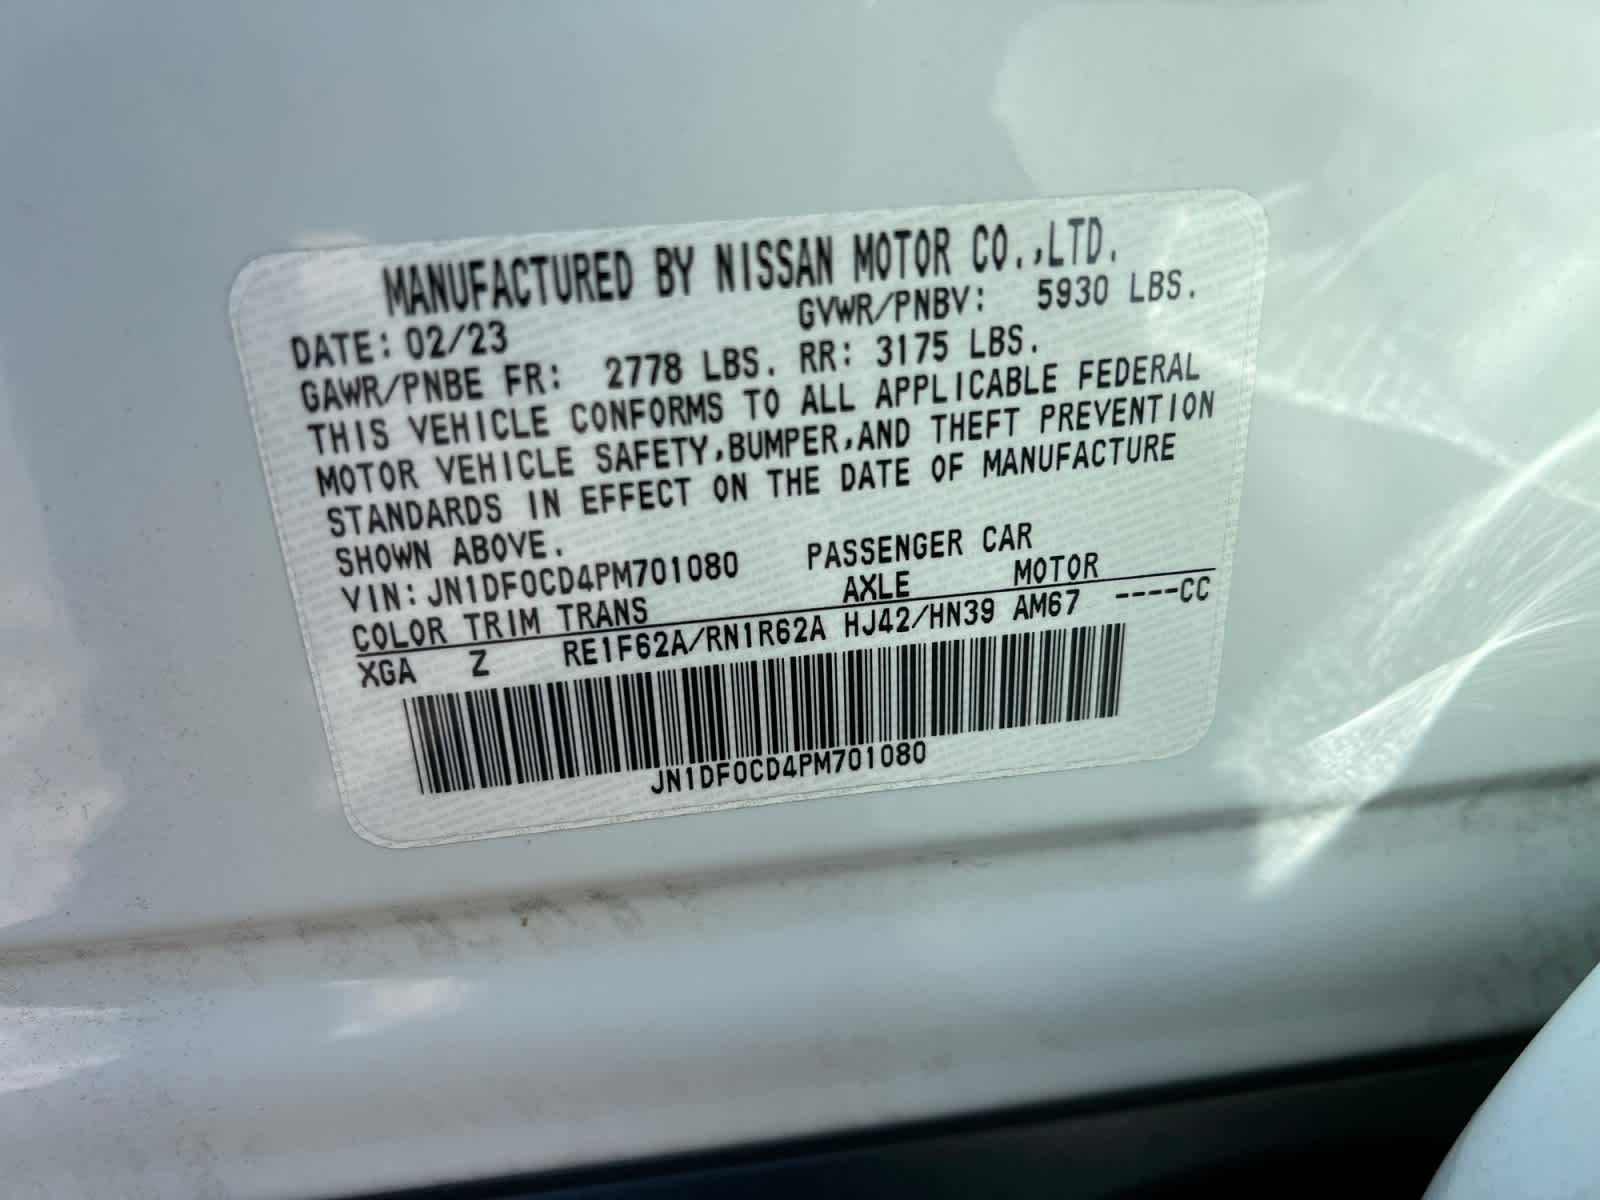 MANUFACTURED BY NISSAN MOTOR CO.,LTD.
DATE: 02/23 GVWR/PNBV: 5930 LBS.
GAWR/PNBE FR: 2778 LBS. RR: 3175 LBS.
THIS VEHICLE CONFORMS TO ALL APPLICABLE FEDERAL
MOTOR VEHICLE SAFETY,BUMPER,AND THEFT PREVENTION
STANDARDS IN EFFECT ON THE DATE OF MANUFACTURE
SHOWN ABOVE.
VIN: JN1DF0CD4PM701080 PASSENGER CAR
COLOR TRIM TRANS AXLE MOTOR
XGA Z RE1F62A/RN1R62A HJ42/HN39 AM67 ----CC
JN1DF0CD4PM701080